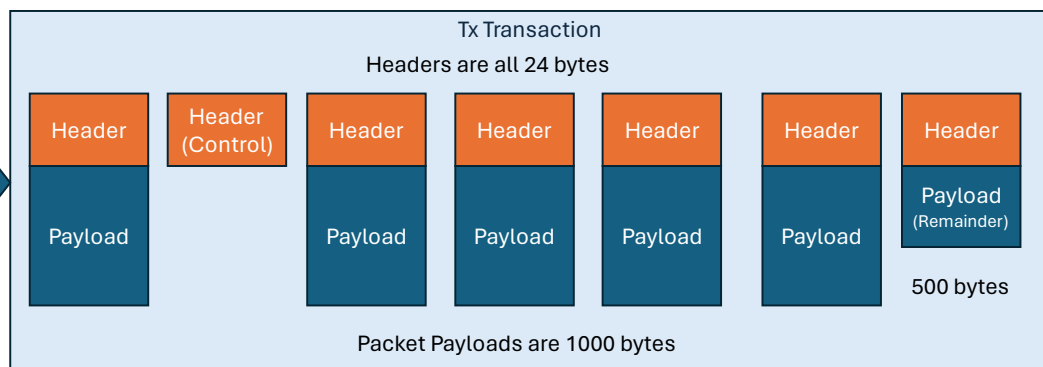 Tx Transaction
Headers are all 24 bytes
Header
Payload
Header
(Control)
Header
Payload
Header
Payload
Header
Payload
Header
Payload
Header
Payload
(Remainder)
500 bytes
Packet Payloads are 1000 bytes